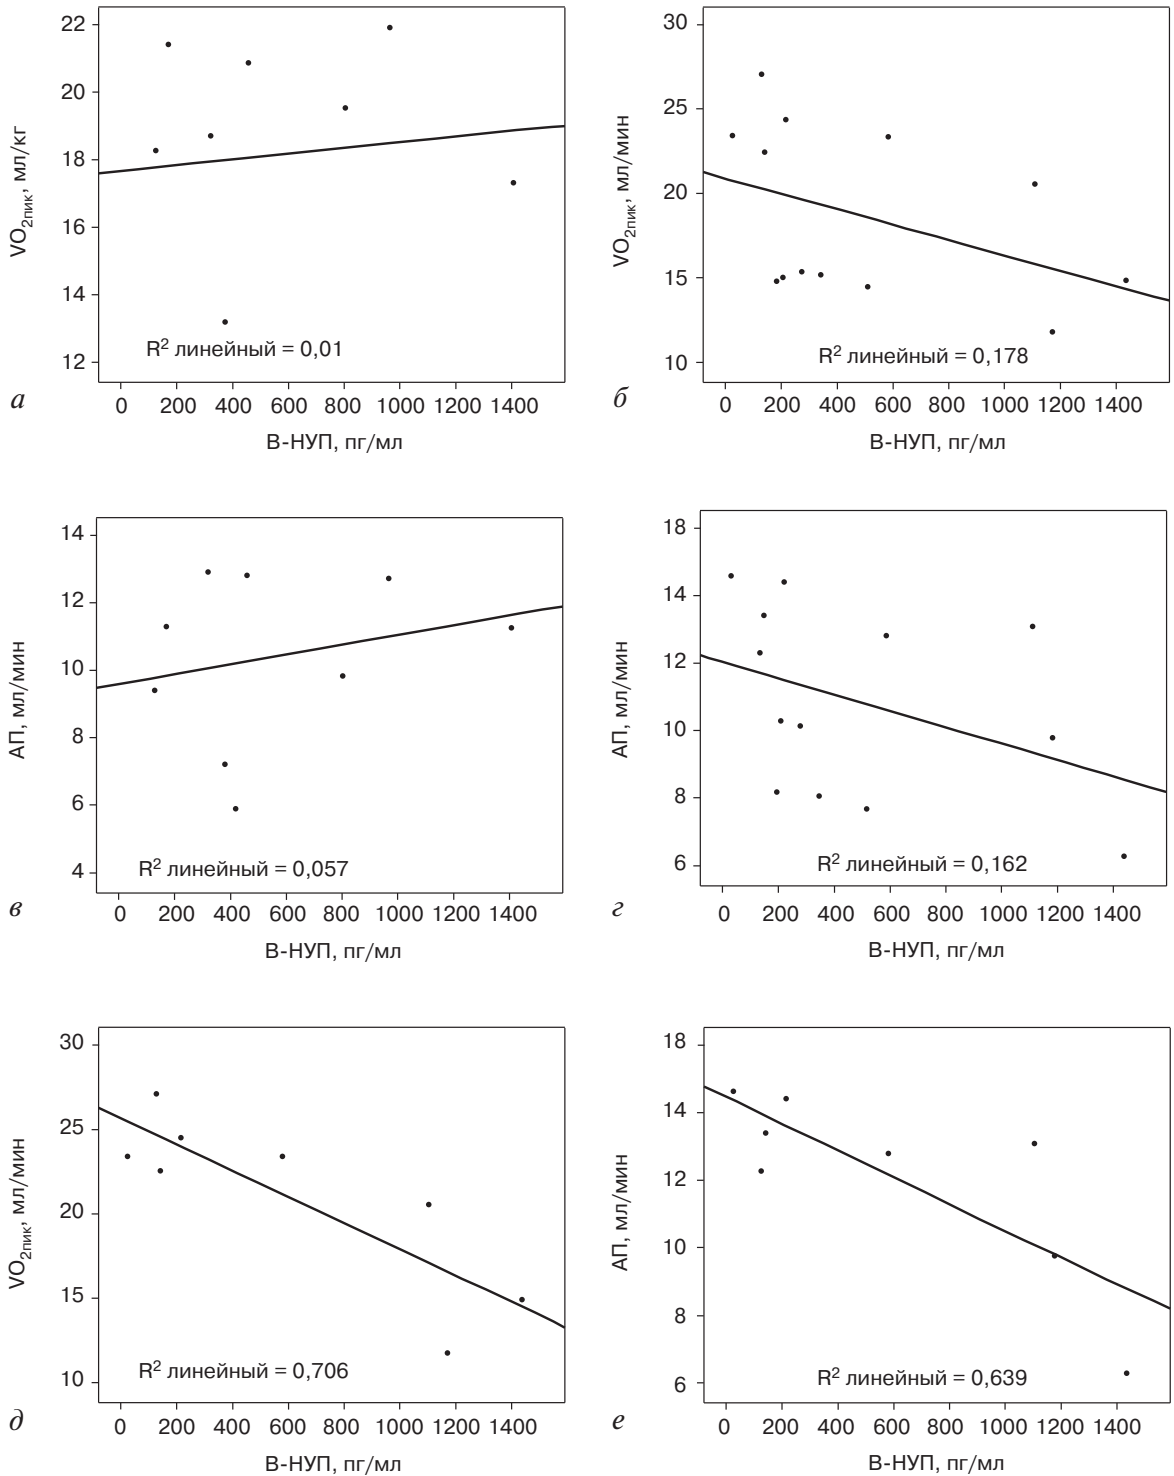 22
20
18
16
14
12
VO2пик, мл/кг
R2 линейный = 0,01
0 200 400 600 800 1000 1200 1400
а
В-НУП, пг/мл
30
25
20
15
10
VO2пик, мл/мин
R2 линейный = 0,178
0 200 400 600 800 1000 1200 1400
б
В-НУП, пг/мл
14
12
10
8
6
4
АП, мл/мин
R2 линейный = 0,057
0 200 400 600 800 1000 1200 1400
в
В-НУП, пг/мл
18
14
12
10
8
6
АП, мл/мин
R2 линейный = 0,162
0 200 400 600 800 1000 1200 1400
г
В-НУП, пг/мл
30
25
20
15
10
VO2пик, мл/мин
R2 линейный = 0,706
0 200 400 600 800 1000 1200 1400
д
В-НУП, пг/мл
18
14
12
10
8
6
АП, мл/мин
R2 линейный = 0,639
0 200 400 600 800 1000 1200 1400
е
В-НУП, пг/мл